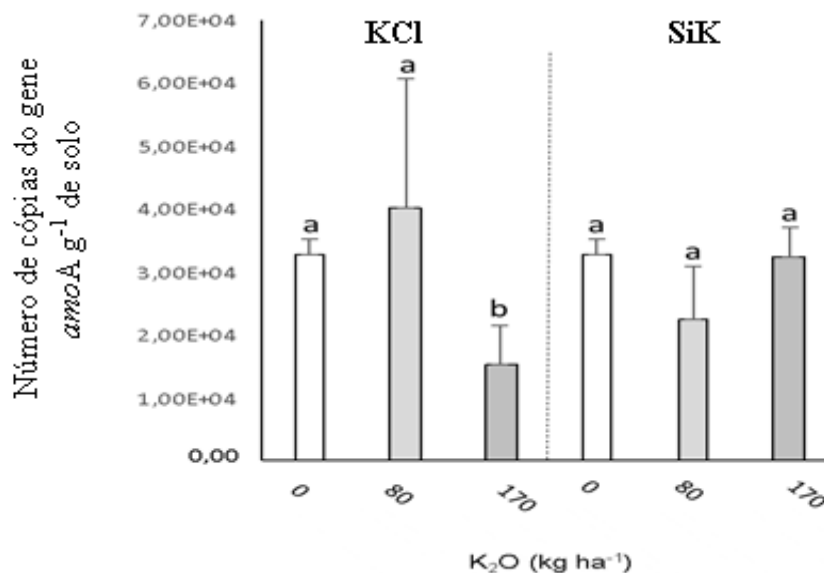 7,00E+04
KCl
SiK
6,00E+04
a
5,00E+04
4,00E+04
a
a
a
3,00E+04
a
b
2,00E+04
1,00E+04
0,00
Número de cópias do gene
amoA g⁻¹ de solo
0
80
170
0
80
170
K₂O (kg ha⁻¹)